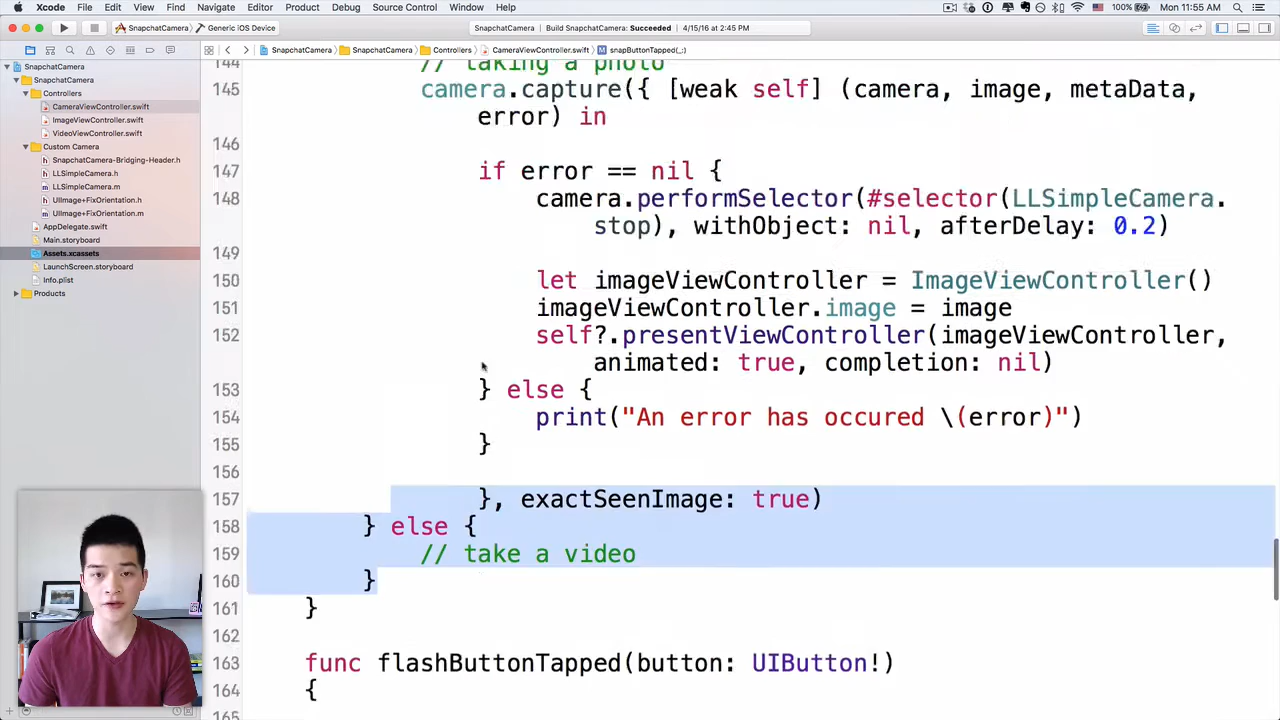 Xcode File Edit View Find Navigate Editor Product Debug Source Control Window Help
100% Mon 11:55 AM
SnapchatCamera Generic iOS Device
SnapchatCamera Build SnapchatCamera: Succeeded 4/15/16 at 2:45 PM
SnapchatCamera SnapchatCamera Controllers CameraViewController.swift M snapButtonTapped(_:)
SnapchatCamera
SnapchatCamera
Controllers
CameraViewController.swift
ImageViewController.swift
VideoViewController.swift
Custom Camera
SnapchatCamera-Bridging-Header.h
LLSimpleCamera.h
LLSimpleCamera.m
UIImage+FixOrientation.h
UIImage+FixOrientation.m
AppDelegate.swift
Main.storyboard
Assets.xcassets
LaunchScreen.storyboard
Info.plist
Products
144 // taking a photo
145 camera.capture({ [weak self] (camera, image, metaData,
error) in
146
147 if error == nil {
148 camera.performSelector(#selector(LLSimpleCamera.
stop), withObject: nil, afterDelay: 0.2)
149
150 let imageViewController = ImageViewController()
151 imageViewController.image = image
152 self?.presentViewController(imageViewController,
animated: true, completion: nil)
153 } else {
154 print("An error has occured \(error)")
155 }
156
157 }, exactSeenImage: true)
158 } else {
159 // take a video
160 }
161 }
162
163 func flashButtonTapped(button: UIButton!)
164 {
165